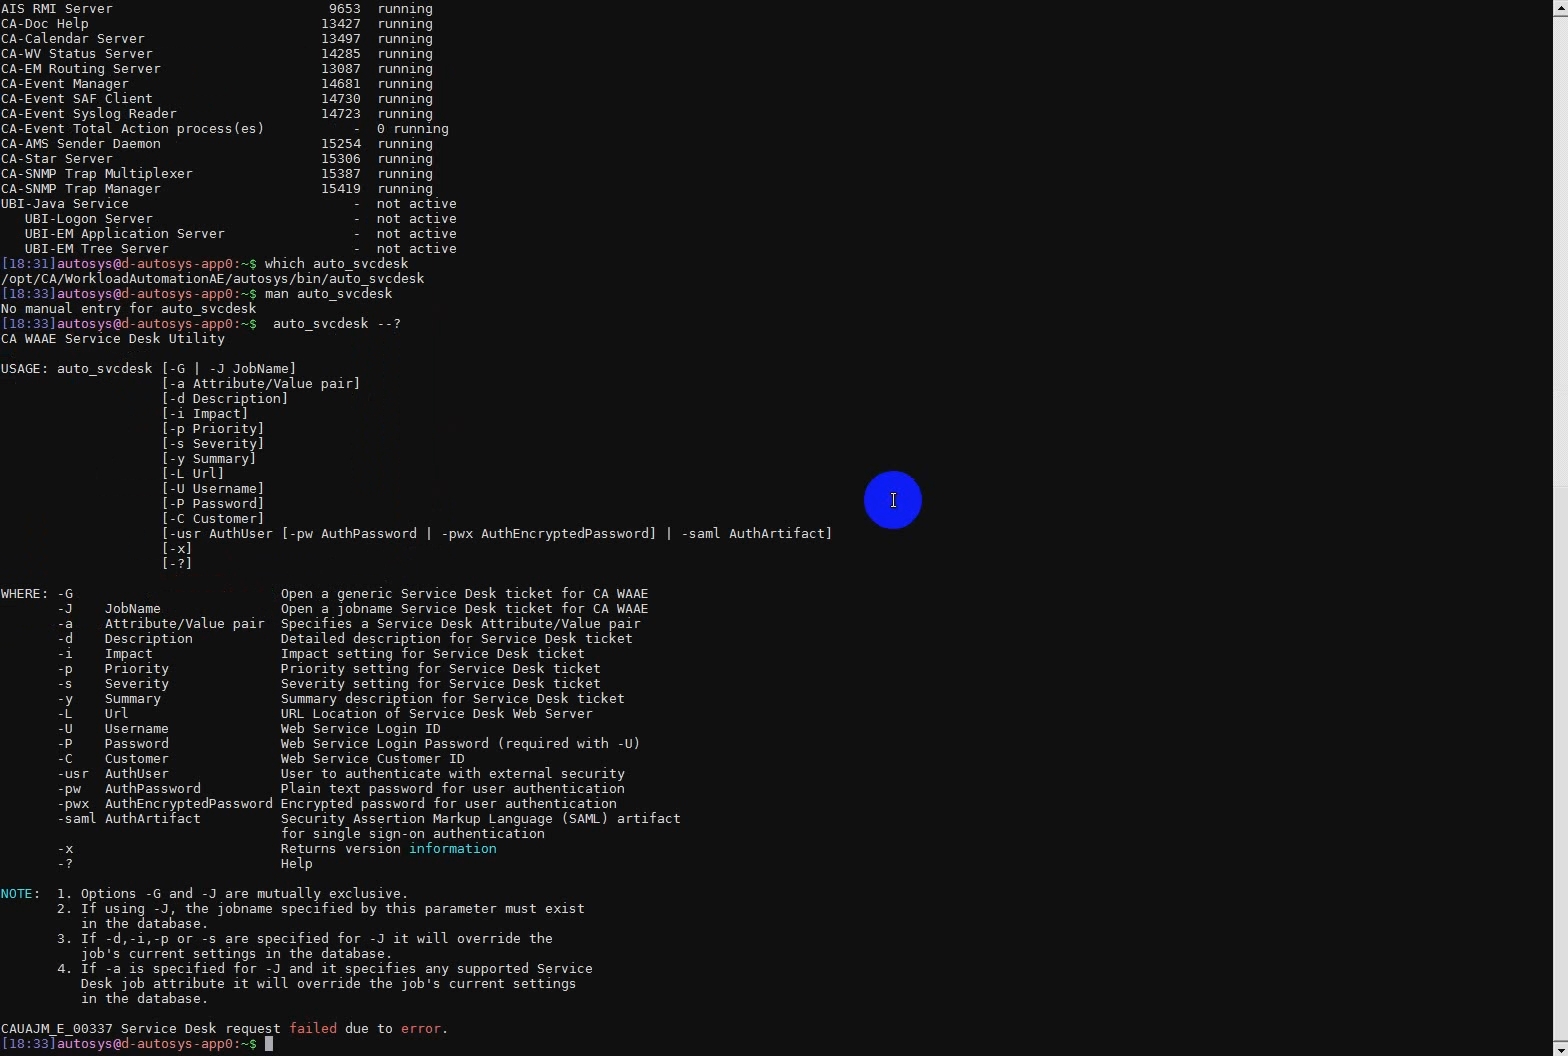 AIS RMI Server                           9653  running
CA-Doc Help                             13427  running
CA-Calendar Server                      13497  running
CA-WV Status Server                     14285  running
CA-EM Routing Server                    13087  running
CA-Event Manager                        14681  running
CA-Event SAF Client                     14730  running
CA-Event Syslog Reader                  14723  running
CA-Event Total Action process(es)           -  0 running
CA-AMS Sender Daemon                    15254  running
CA-Star Server                          15306  running
CA-SNMP Trap Multiplexer                15387  running
CA-SNMP Trap Manager                    15419  running
UBI-Java Service                            -  not active
   UBI-Logon Server                         -  not active
   UBI-EM Application Server                -  not active
   UBI-EM Tree Server                       -  not active
[18:31]autosys@d-autosys-app0:~$ which auto_svcdesk
/opt/CA/WorkloadAutomationAE/autosys/bin/auto_svcdesk
[18:33]autosys@d-autosys-app0:~$ man auto_svcdesk
No manual entry for auto_svcdesk
[18:33]autosys@d-autosys-app0:~$  auto_svcdesk --?
CA WAAE Service Desk Utility

USAGE: auto_svcdesk [-G | -J JobName]
                    [-a Attribute/Value pair]
                    [-d Description]
                    [-i Impact]
                    [-p Priority]
                    [-s Severity]
                    [-y Summary]
                    [-L Url]
                    [-U Username]
                    [-P Password]
                    [-C Customer]
                    [-usr AuthUser [-pw AuthPassword | -pwx AuthEncryptedPassword] | -saml AuthArtifact]
                    [-x]
                    [-?]

WHERE: -G                          Open a generic Service Desk ticket for CA WAAE
       -J    JobName               Open a jobname Service Desk ticket for CA WAAE
       -a    Attribute/Value pair  Specifies a Service Desk Attribute/Value pair
       -d    Description           Detailed description for Service Desk ticket
       -i    Impact                Impact setting for Service Desk ticket
       -p    Priority              Priority setting for Service Desk ticket
       -s    Severity              Severity setting for Service Desk ticket
       -y    Summary               Summary description for Service Desk ticket
       -L    Url                   URL Location of Service Desk Web Server
       -U    Username              Web Service Login ID
       -P    Password              Web Service Login Password (required with -U)
       -C    Customer              Web Service Customer ID
       -usr  AuthUser              User to authenticate with external security
       -pw   AuthPassword          Plain text password for user authentication
       -pwx  AuthEncryptedPassword Encrypted password for user authentication
       -saml AuthArtifact          Security Assertion Markup Language (SAML) artifact
                                   for single sign-on authentication
       -x                          Returns version information
       -?                          Help

NOTE:  1. Options -G and -J are mutually exclusive.
       2. If using -J, the jobname specified by this parameter must exist
          in the database.
       3. If -d,-i,-p or -s are specified for -J it will override the
          job's current settings in the database.
       4. If -a is specified for -J and it specifies any supported Service
          Desk job attribute it will override the job's current settings
          in the database.

CAUAJM_E_00337 Service Desk request failed due to error.
[18:33]autosys@d-autosys-app0:~$